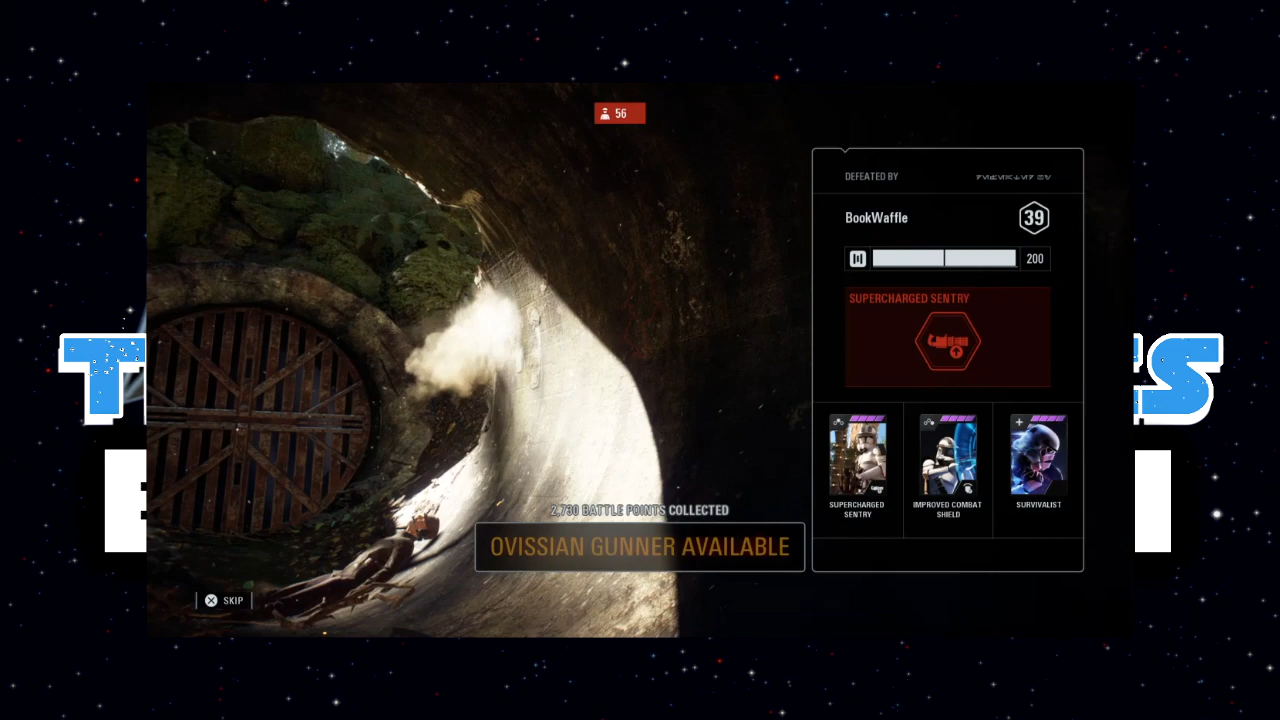 56
DEFEATED BY
BookWaffle
39
200
SUPERCHARGED SENTRY
SUPERCHARGED
SENTRY
IMPROVED COMBAT
SHIELD
SURVIVALIST
2,730 BATTLE POINTS COLLECTED
OVISSIAN GUNNER AVAILABLE
SKIP